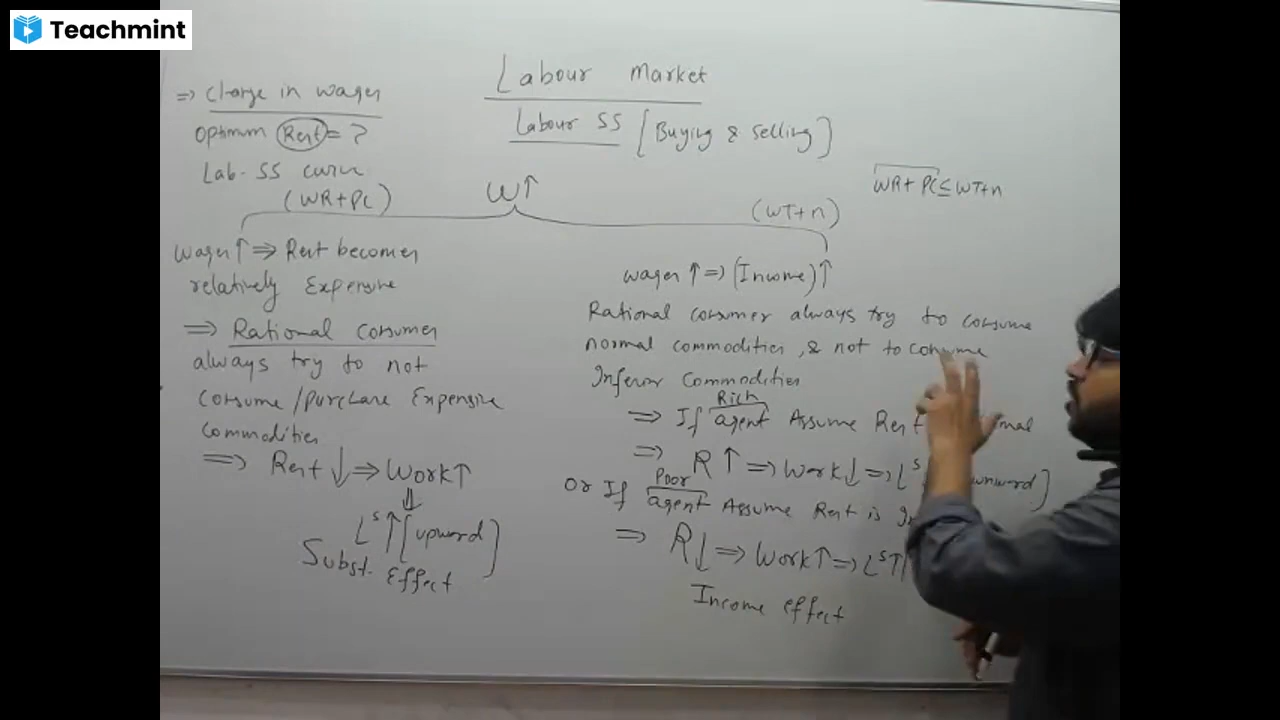 Teachmint
Labour Market
Labour SS [Buying & Selling]
⇒ Change in wages
optimum Rest = ?
Lab-SS curve
(WR+PC)
W↑
(WT+n)
WR+PC≤WT+n
wages↑ ⇒ Rest becomes
relatively Expensive
⇒ Rational consumer
always try to not
consume/purchase Expensive
commodities
⇒ Rest ↓ ⇒ Work↑
⇓
L^s↑ [upward]
Subst. Effect
wages ↑ ⇒ (Income)↑
Rational consumer always try to consume
normal commodities, & not to consume
Inferior Commodities
Rich
⇒ If agent Assume Rest
⇒ R↑ ⇒ Work↓ ⇒ L^s
Poor
Or If agent Assume Rest is
⇒ R↓ ⇒ Work↑ ⇒ L^s↑
Income effect